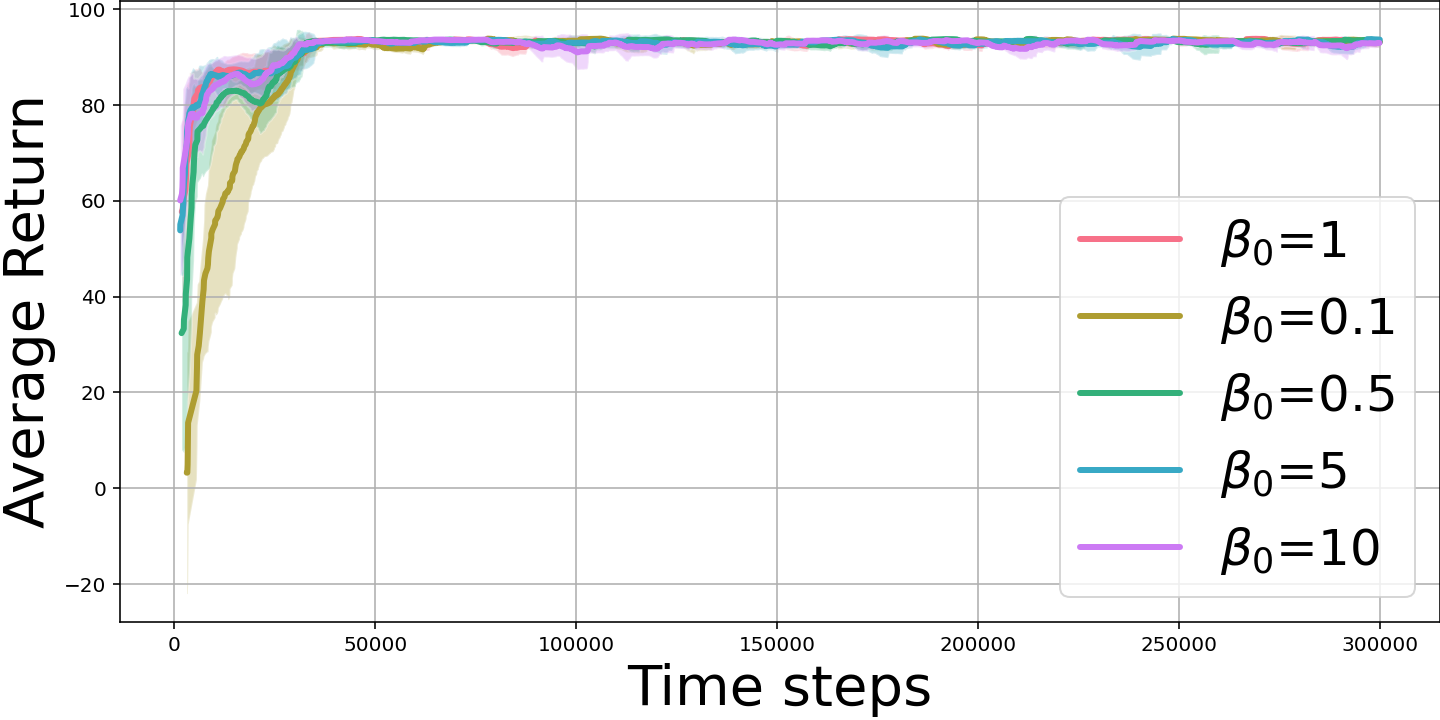 Average Return
100
80
60
40
20
0
−20
0 50000 100000 150000 200000 250000 300000
Time steps
β₀=1
β₀=0.1
β₀=0.5
β₀=5
β₀=10